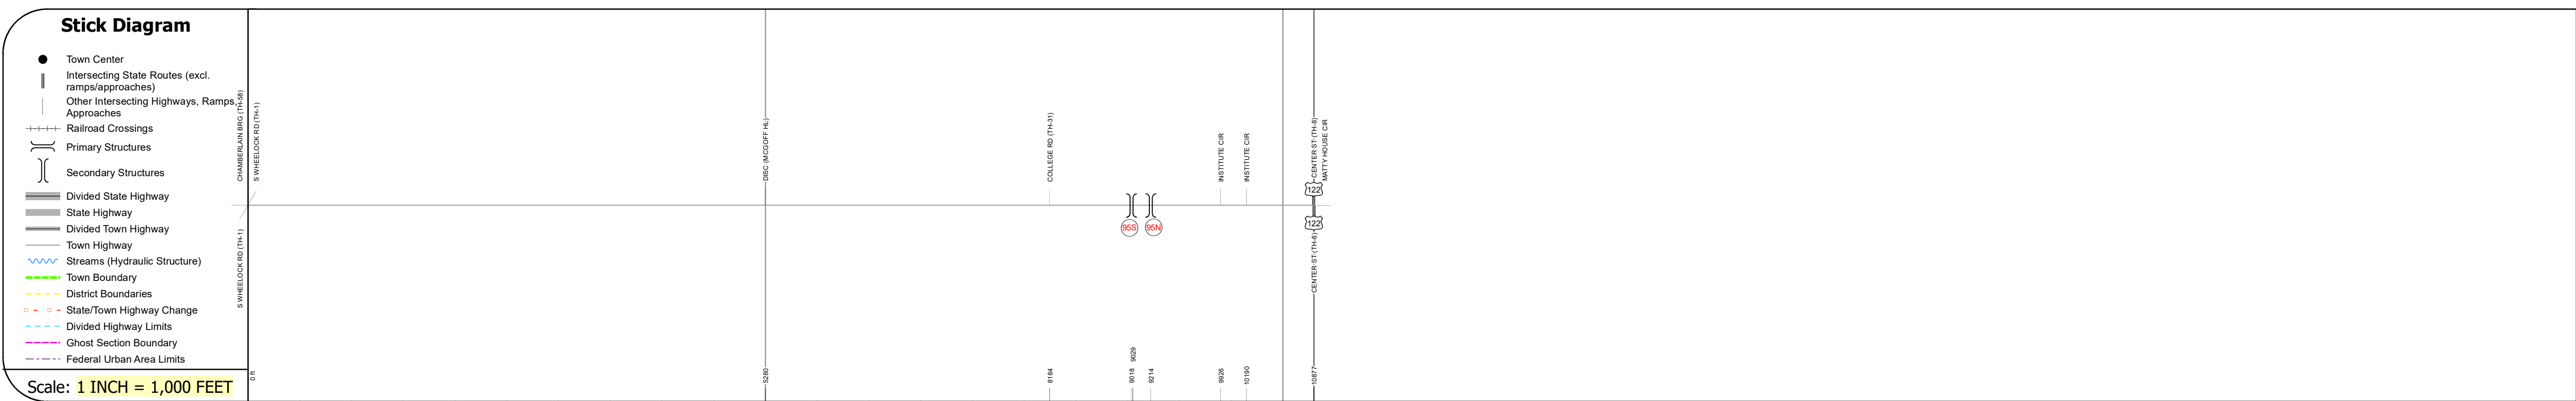 Stick Diagram
Town Center
Intersecting State Routes (excl.
ramps/approaches)
Other Intersecting Highways, Ramps,
Approaches
Railroad Crossings
Primary Structures
Secondary Structures
Divided State Highway
State Highway
Divided Town Highway
Town Highway
Streams (Hydraulic Structure)
Town Boundary
District Boundaries
State/Town Highway Change
Divided Highway Limits
Ghost Section Boundary
Federal Urban Area Limits
Scale: 1 INCH = 1,000 FEET
CHAMBERLAIN BRG (TH-58)
S WHEELOCK RD (TH-1)
S WHEELOCK RD (TH-1)
DISC (MCGOFF HL)
COLLEGE RD (TH-31)
95S
95N
INSTITUTE CIR
INSTITUTE CIR
CENTER ST (TH-8)
MATTY HOUSE CIR
122
122
CENTER ST (TH-8)
0 ft
5280
8184
9018
9029
9214
9926
10190
10877